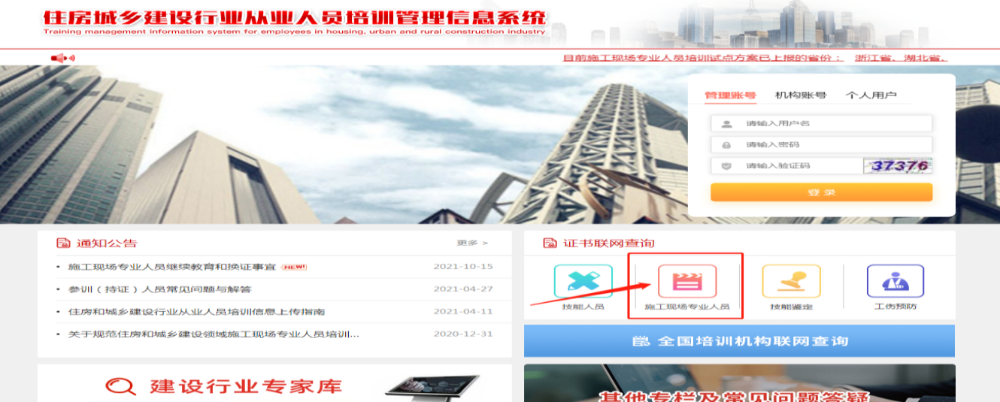 住房城乡建设行业从业人员培训管理信息系统
Training management information system for employees in housing, urban and rural construction industry
目前施工现场专业人员培训试点方案已上报的省份： 浙江省、湖北省、
管理账号 机构账号 个人用户
请输入用户名
请输入密码
请输入验证码 37376
登录
通知公告 更多 >
• 施工现场专业人员继续教育和换证事宜 NEW! 2021-10-15
• 参训（持证）人员常见问题与解答 2021-04-27
• 住房和城乡建设行业从业人员培训信息上传指南 2021-04-11
• 关于规范住房和城乡建设领域施工现场专业人员培训... 2020-12-31
证书联网查询
技能人员 施工现场专业人员 技能鉴定 工伤预防
全国培训机构联网查询
建设行业专家库
其他专栏及常见问题答疑